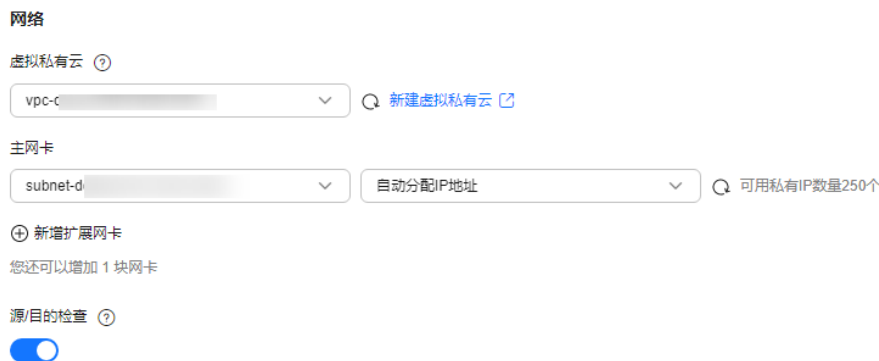 网络
虚拟私有云
vpc- 新建虚拟私有云
主网卡
subnet- 自动分配IP地址 可用私有IP数量250个
新增扩展网卡
您还可以增加 1 块网卡
源/目的检查